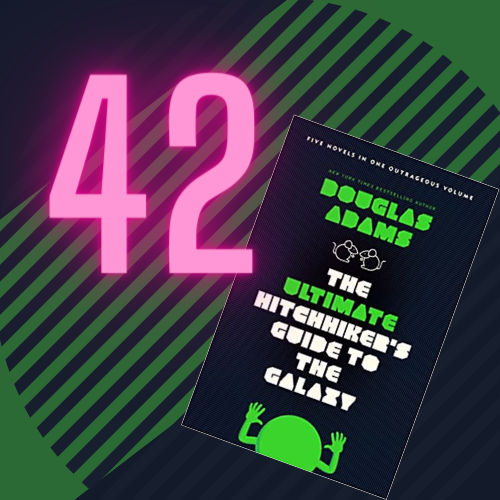 42
FIVE NOVELS IN ONE OUTRAGEOUS VOLUME
NEW YORK TIMES BESTSELLING AUTHOR
DOUGLAS
ADAMS
THE
ULTIMATE
HITCHHIKER'S
GUIDE TO
THE
GALAXY